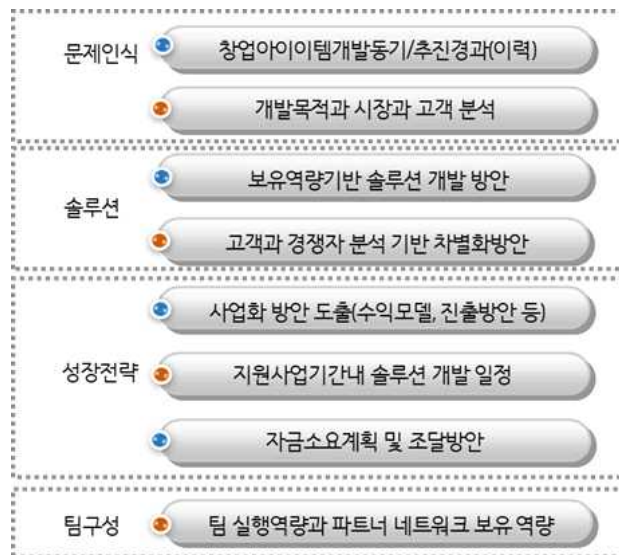 문제인식
창업아이이템개발동기/추진경과(이력)
개발목적과 시장과 고객 분석
솔루션
보유역량기반 솔루션 개발 방안
고객과 경쟁자 분석 기반 차별화방안
성장전략
사업화 방안 도출(수익모델, 진출방안 등)
지원사업기간내 솔루션 개발 일정
자금소요계획 및 조달방안
팀구성
팀 실행역량과 파트너 네트워크 보유 역량